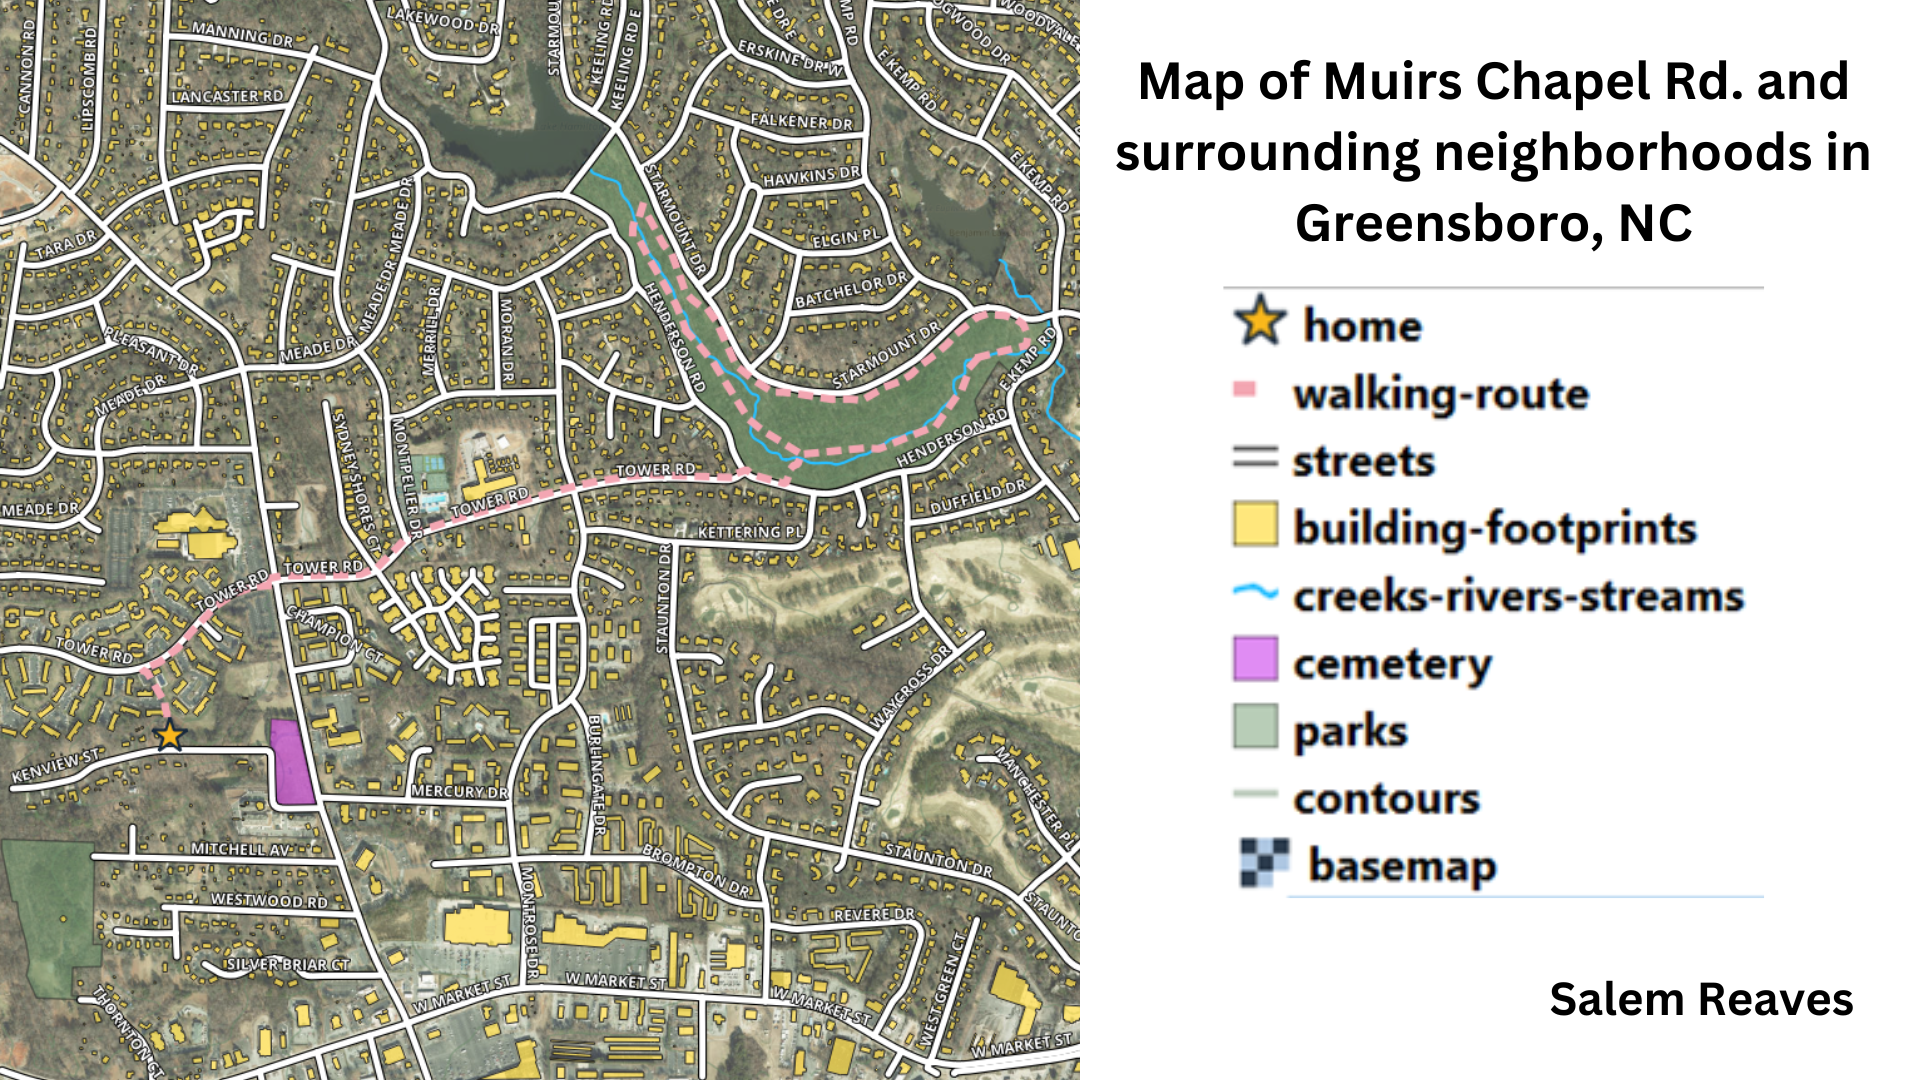 Map of Muirs Chapel Rd. and
surrounding neighborhoods in
Greensboro, NC
home
walking-route
streets
building-footprints
creeks-rivers-streams
cemetery
parks
contours
basemap
Salem Reaves
CANNON RD
LIPSCOMB RD
MANNING DR
LANCASTER RD
LAKEWOOD DR
STARMOU
KEELING RD
KEELING RD E
ERSKINE DR W
MP RD
E KEMP RD
OGWOOD DR
WOODVALE
FALKENER DR
HAWKINS DR
E KEMP RD
TARA DR
MEADE DR
MEADE DR
MEADE DR
STARMOUNT DR
ELGIN PL
BATCHELOR DR
PLEASANT DR
MEADE DR
MEADE DR
MERRILL DR
MORAN DR
HENDERSON RD
STARMOUNT DR
E KEMP RD
MEADE DR
SYDNEY SHORES CT
MONTPELIER DR
TOWER RD
TOWER RD
HENDERSON RD
DUFFIELD DR
KETTERING PL
TOWER RD
TOWER RD
TOWER RD
CHAMPION CT
STAUNTON DR
WAYCROSS DR
KENVIEW ST
MERCURY DR
BURLINGATE DR
MANCHESTER PL
MITCHELL AV
BROMPTON DR
STAUNTON DR
STAUNTO
WESTWOOD RD
MONTROSE DR
REVERE DR
SILVER BRIAR CT
W MARKET ST
W MARKET ST
W MARKET ST
WEST GREEN CT
THORNTON CT
W MARKET ST